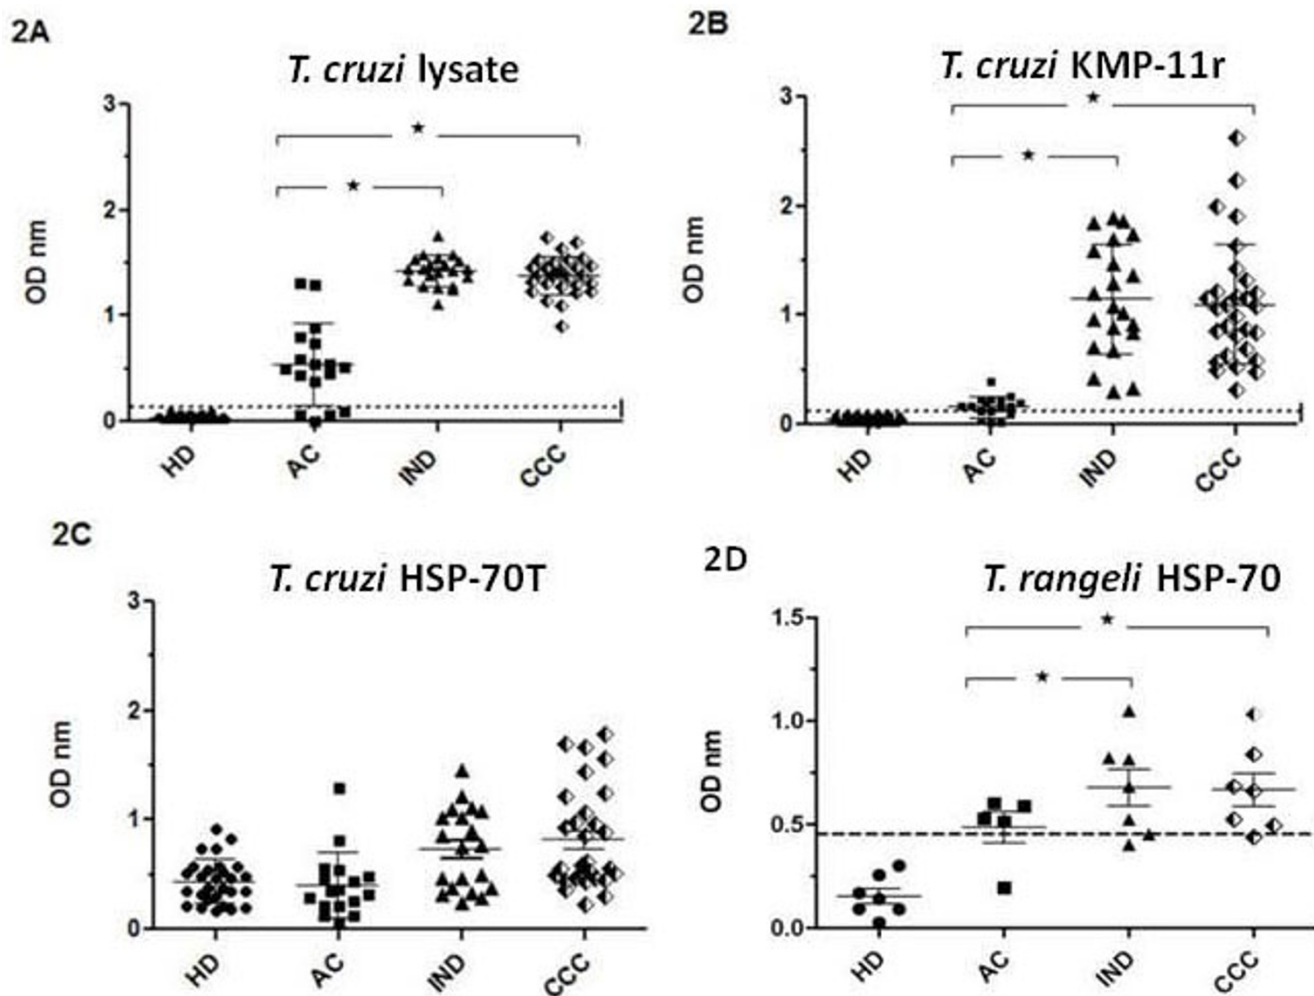 2A
T. cruzi lysate
OD nm
3
2
1
0
HD
AC
IND
CCC
2B
T. cruzi KMP-11r
OD nm
3
2
1
0
HD
AC
IND
CCC
2C
T. cruzi HSP-70T
OD nm
3
2
1
0
HD
AC
IND
CCC
2D
T. rangeli HSP-70
OD nm
1.5
1.0
0.5
0.0
HD
AC
IND
CCC